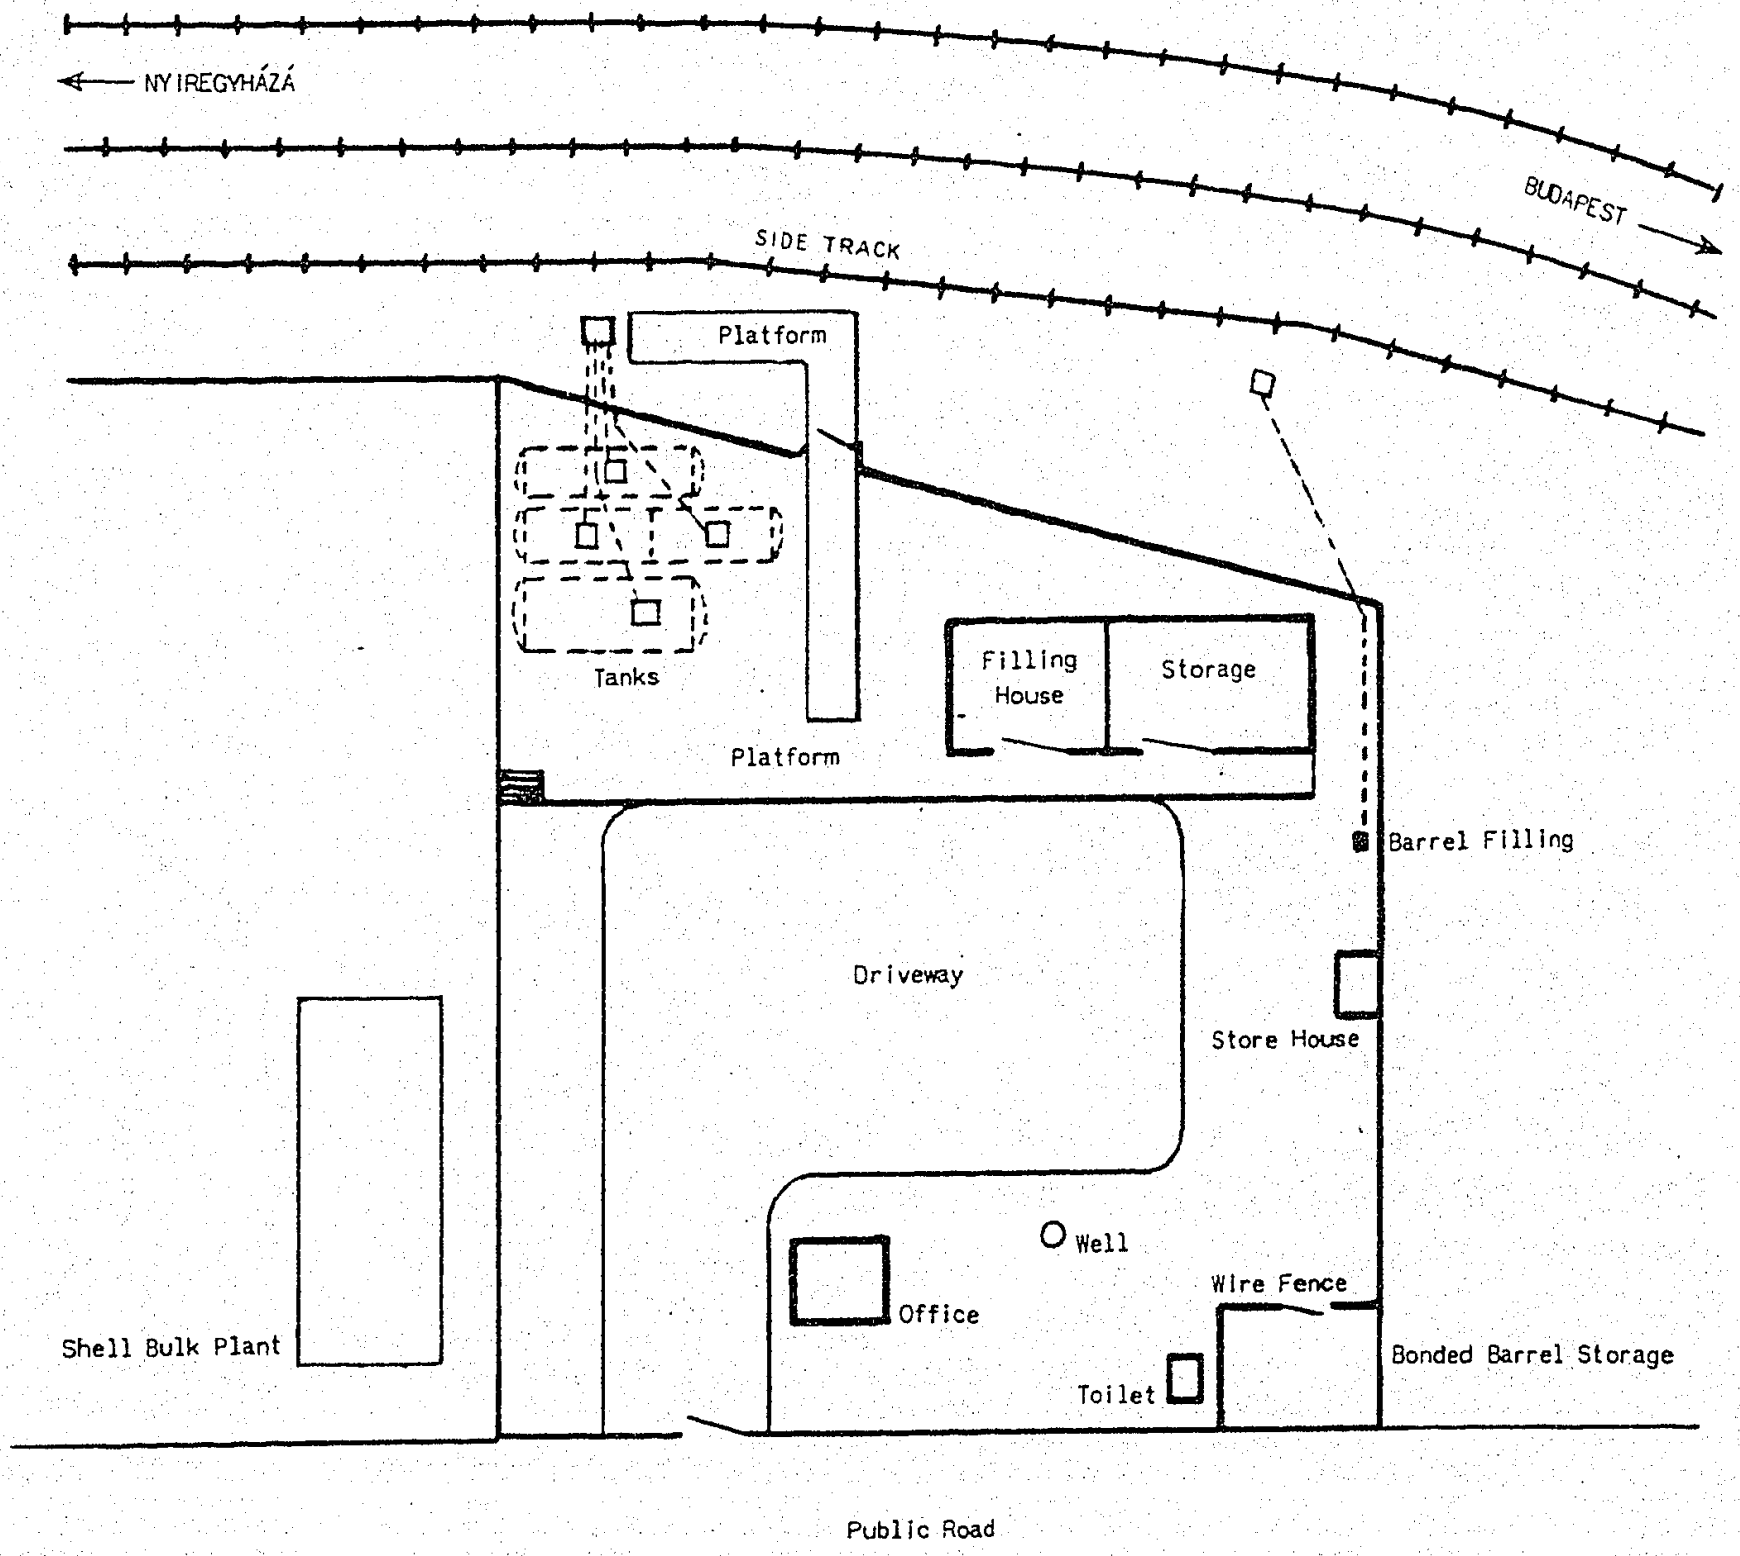 NYIREGYHÁZÁ
BUDAPEST
SIDE TRACK
Platform
Tanks
Filling
House
Storage
Platform
Barrel Filling
Driveway
Store House
Well
Wire Fence
Office
Shell Bulk Plant
Bonded Barrel Storage
Toilet
Public Road